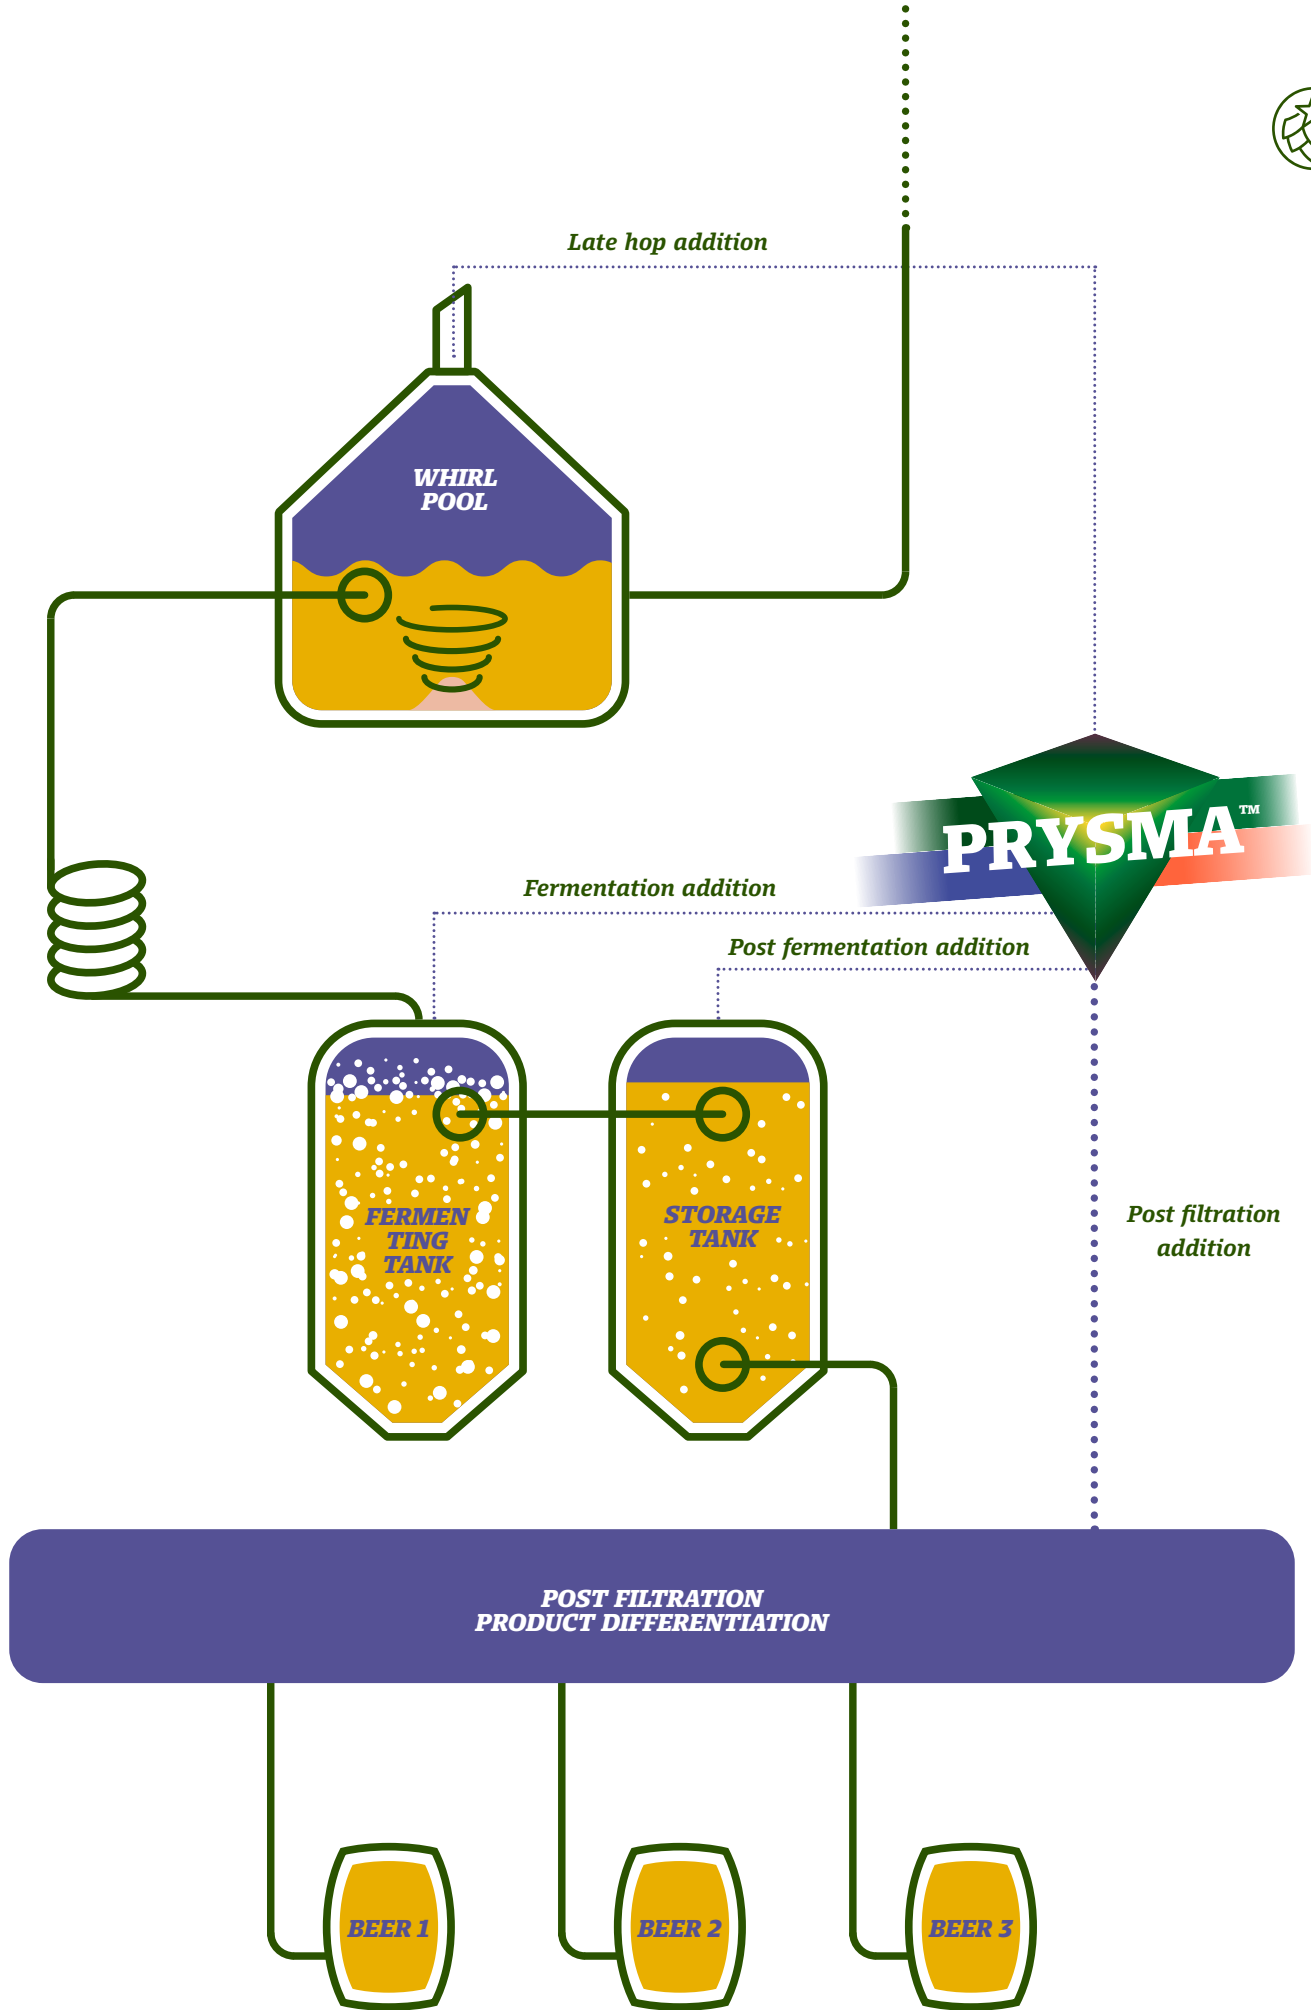 Late hop addition
WHIRL
POOL
PRYSMA™
Fermentation addition
Post fermentation addition
FERMEN
TING
TANK
STORAGE
TANK
Post filtration
addition
POST FILTRATION
PRODUCT DIFFERENTIATION
BEER 1
BEER 2
BEER 3